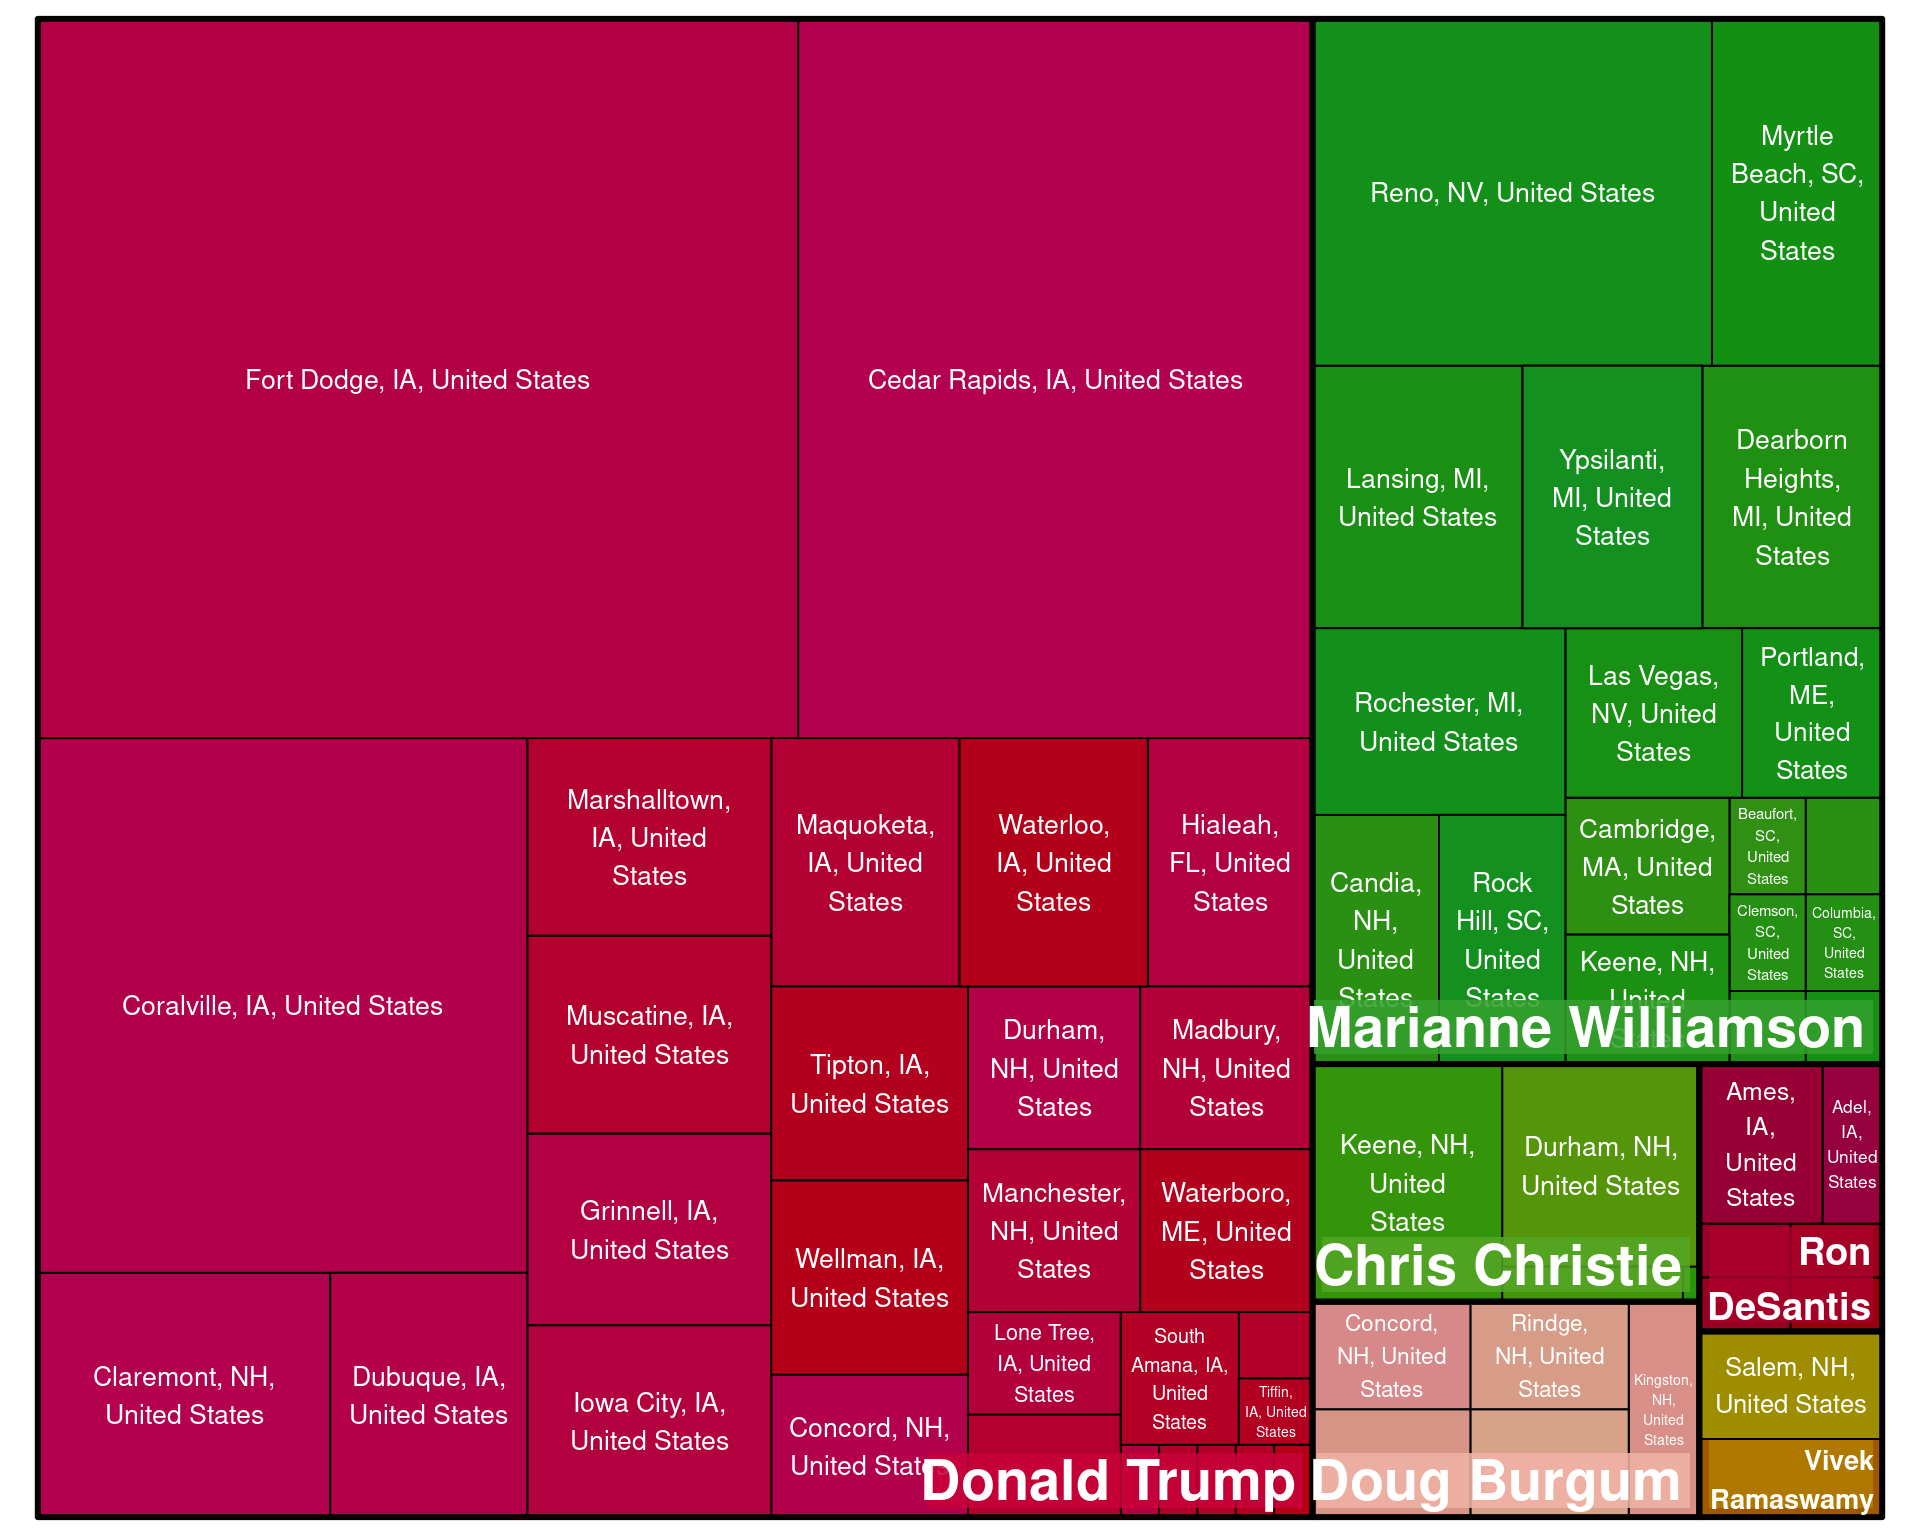 Fort Dodge, IA, United States
Cedar Rapids, IA, United States
Coralville, IA, United States
Claremont, NH,
United States
Dubuque, IA,
United States
Marshalltown,
IA, United
States
Muscatine, IA,
United States
Grinnell, IA,
United States
Iowa City, IA,
United States
Maquoketa,
IA, United
States
Waterloo,
IA, United
States
Hialeah,
FL, United
States
Tipton, IA,
United States
Wellman, IA,
United States
Concord, NH,
United States
Durham,
NH, United
States
Madbury,
NH, United
States
Manchester,
NH, United
States
Waterboro,
ME, United
States
Lone Tree,
IA, United
States
South
Amana, IA,
United
States
Tiffin,
IA, United
States
Donald Trump
Reno, NV, United States
Myrtle
Beach, SC,
United
States
Lansing, MI,
United States
Ypsilanti,
MI, United
States
Dearborn
Heights,
MI, United
States
Rochester, MI,
United States
Las Vegas,
NV, United
States
Portland,
ME,
United
States
Candia,
NH,
United
States
Rock
Hill, SC,
United
States
Cambridge,
MA, United
States
Keene, NH,
United
States
Beaufort,
SC,
United
States
Clemson,
SC,
United
States
Columbia,
SC,
United
States
Marianne Williamson
Keene, NH,
United
States
Durham, NH,
United States
Chris Christie
Ames,
IA,
United
States
Adel,
IA,
United
States
Ron
DeSantis
Concord,
NH, United
States
Rindge,
NH, United
States
Kingston,
NH,
United
States
Doug Burgum
Salem, NH,
United States
Vivek
Ramaswamy